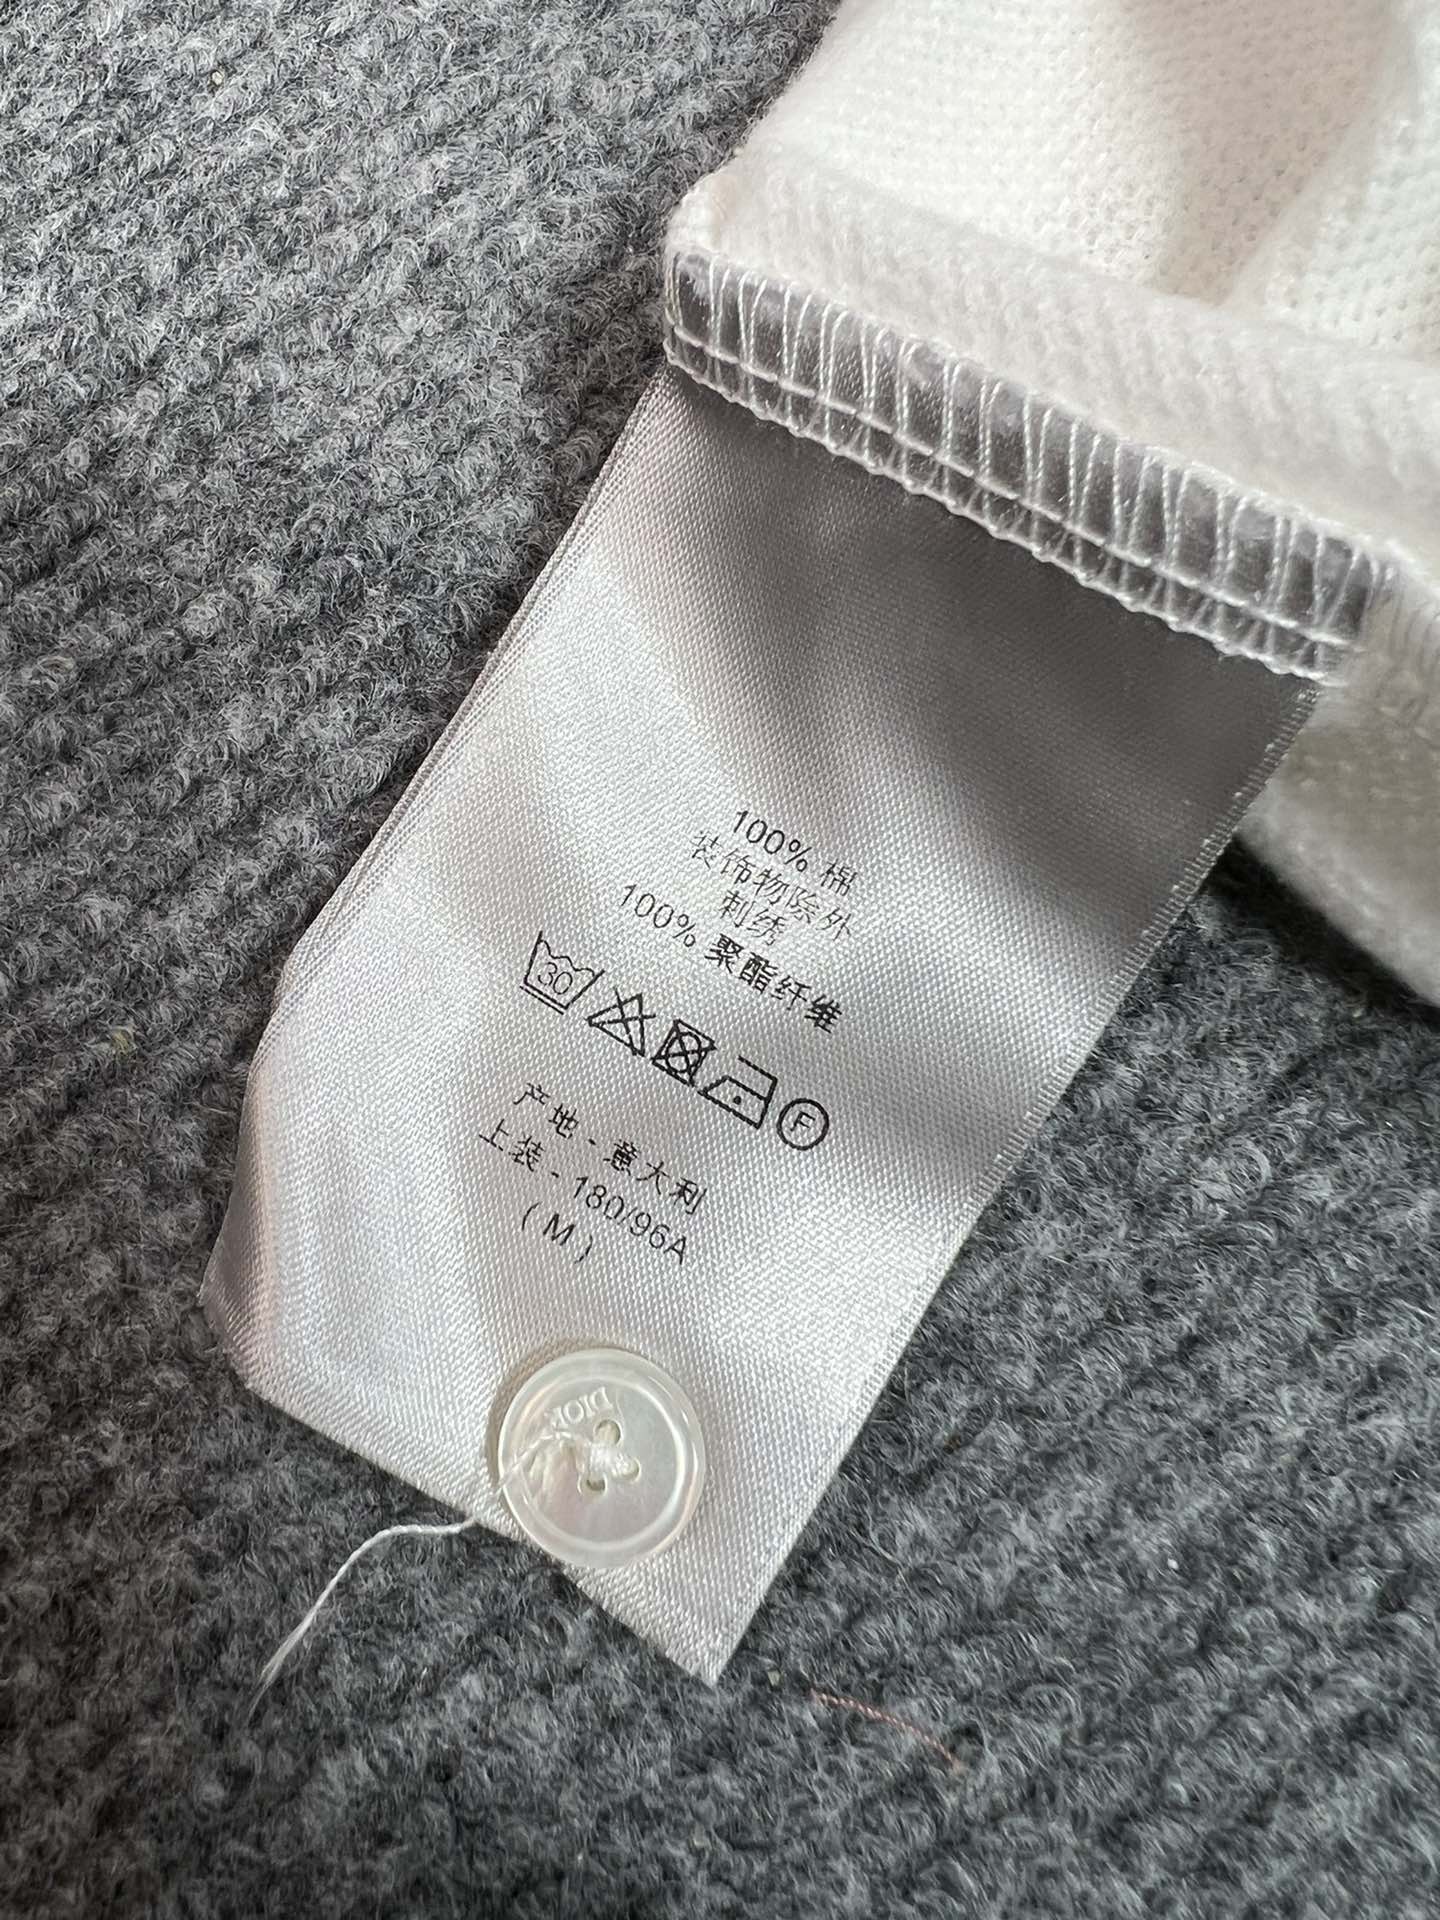 100% 棉
装饰物除外
刺绣
100% 聚酯纤维
30
F
产地 - 意大利
上装 - 180/96A
( M )
DIOR